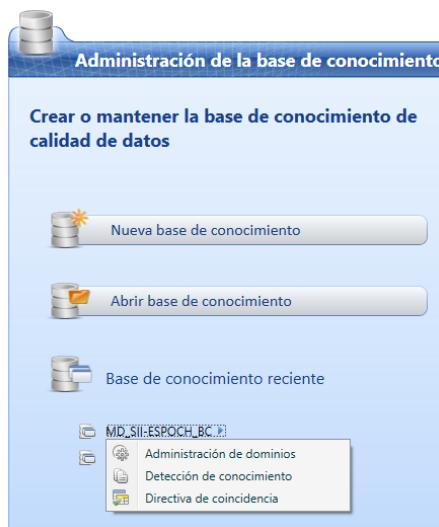 Administración de la base de conocimiento
Crear o mantener la base de conocimiento de
calidad de datos
Nueva base de conocimiento
Abrir base de conocimiento
Base de conocimiento reciente
MD_SII-ESPOCH_BC
Administración de dominios
Detección de conocimiento
Directiva de coincidencia